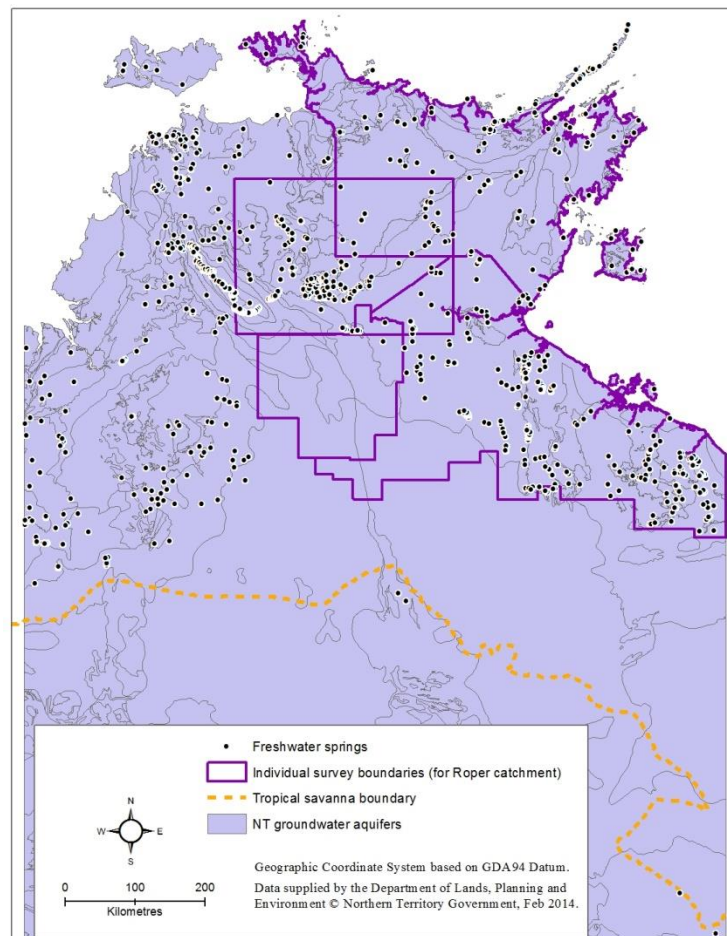 Freshwater springs
Individual survey boundaries (for Roper catchment)
Tropical savanna boundary
NT groundwater aquifers
N
W E
S
0 100 200
Kilometres
Geographic Coordinate System based on GDA94 Datum.
Data supplied by the Department of Lands, Planning and
Environment © Northern Territory Government, Feb 2014.